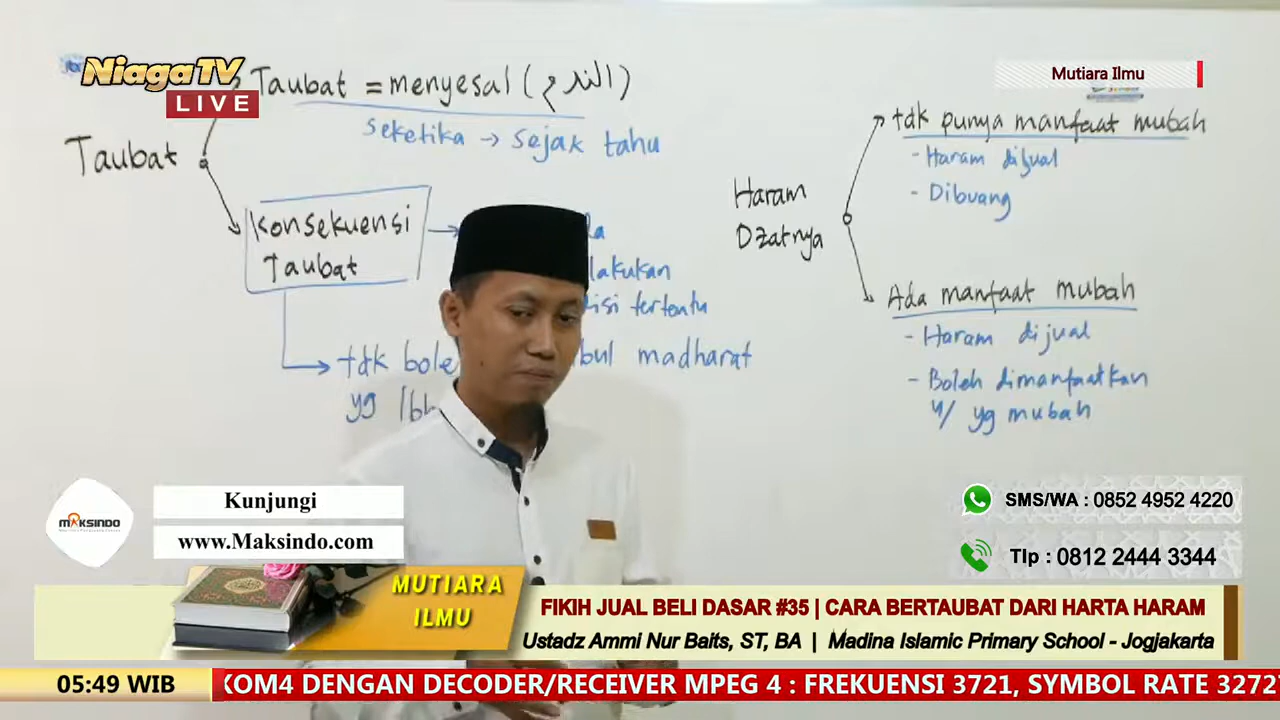 NiagaTV
LIVE
Mutiara Ilmu
Taubat = menyesal (الندم)
seketika → sejak tahu
Taubat
Konsekuensi
Taubat
lakukan
tertentu
tdk madharat
yg
Haram
Dzatnya
tdk punya manfaat mubah
- Haram dijual
- Dibuang
Ada manfaat mubah
- Haram dijual
- Boleh dimanfaatkan
u/ yg mubah
MAKSINDO
Kunjungi
www.Maksindo.com
SMS/WA : 0852 4952 4220
Tlp : 0812 2444 3344
MUTIARA
ILMU
FIKIH JUAL BELI DASAR #35 | CARA BERTAUBAT DARI HARTA HARAM
Ustadz Ammi Nur Baits, ST, BA | Madina Islamic Primary School - Jogjakarta
05:49 WIB
KOM4 DENGAN DECODER/RECEIVER MPEG 4 : FREKUENSI 3721, SYMBOL RATE 3272